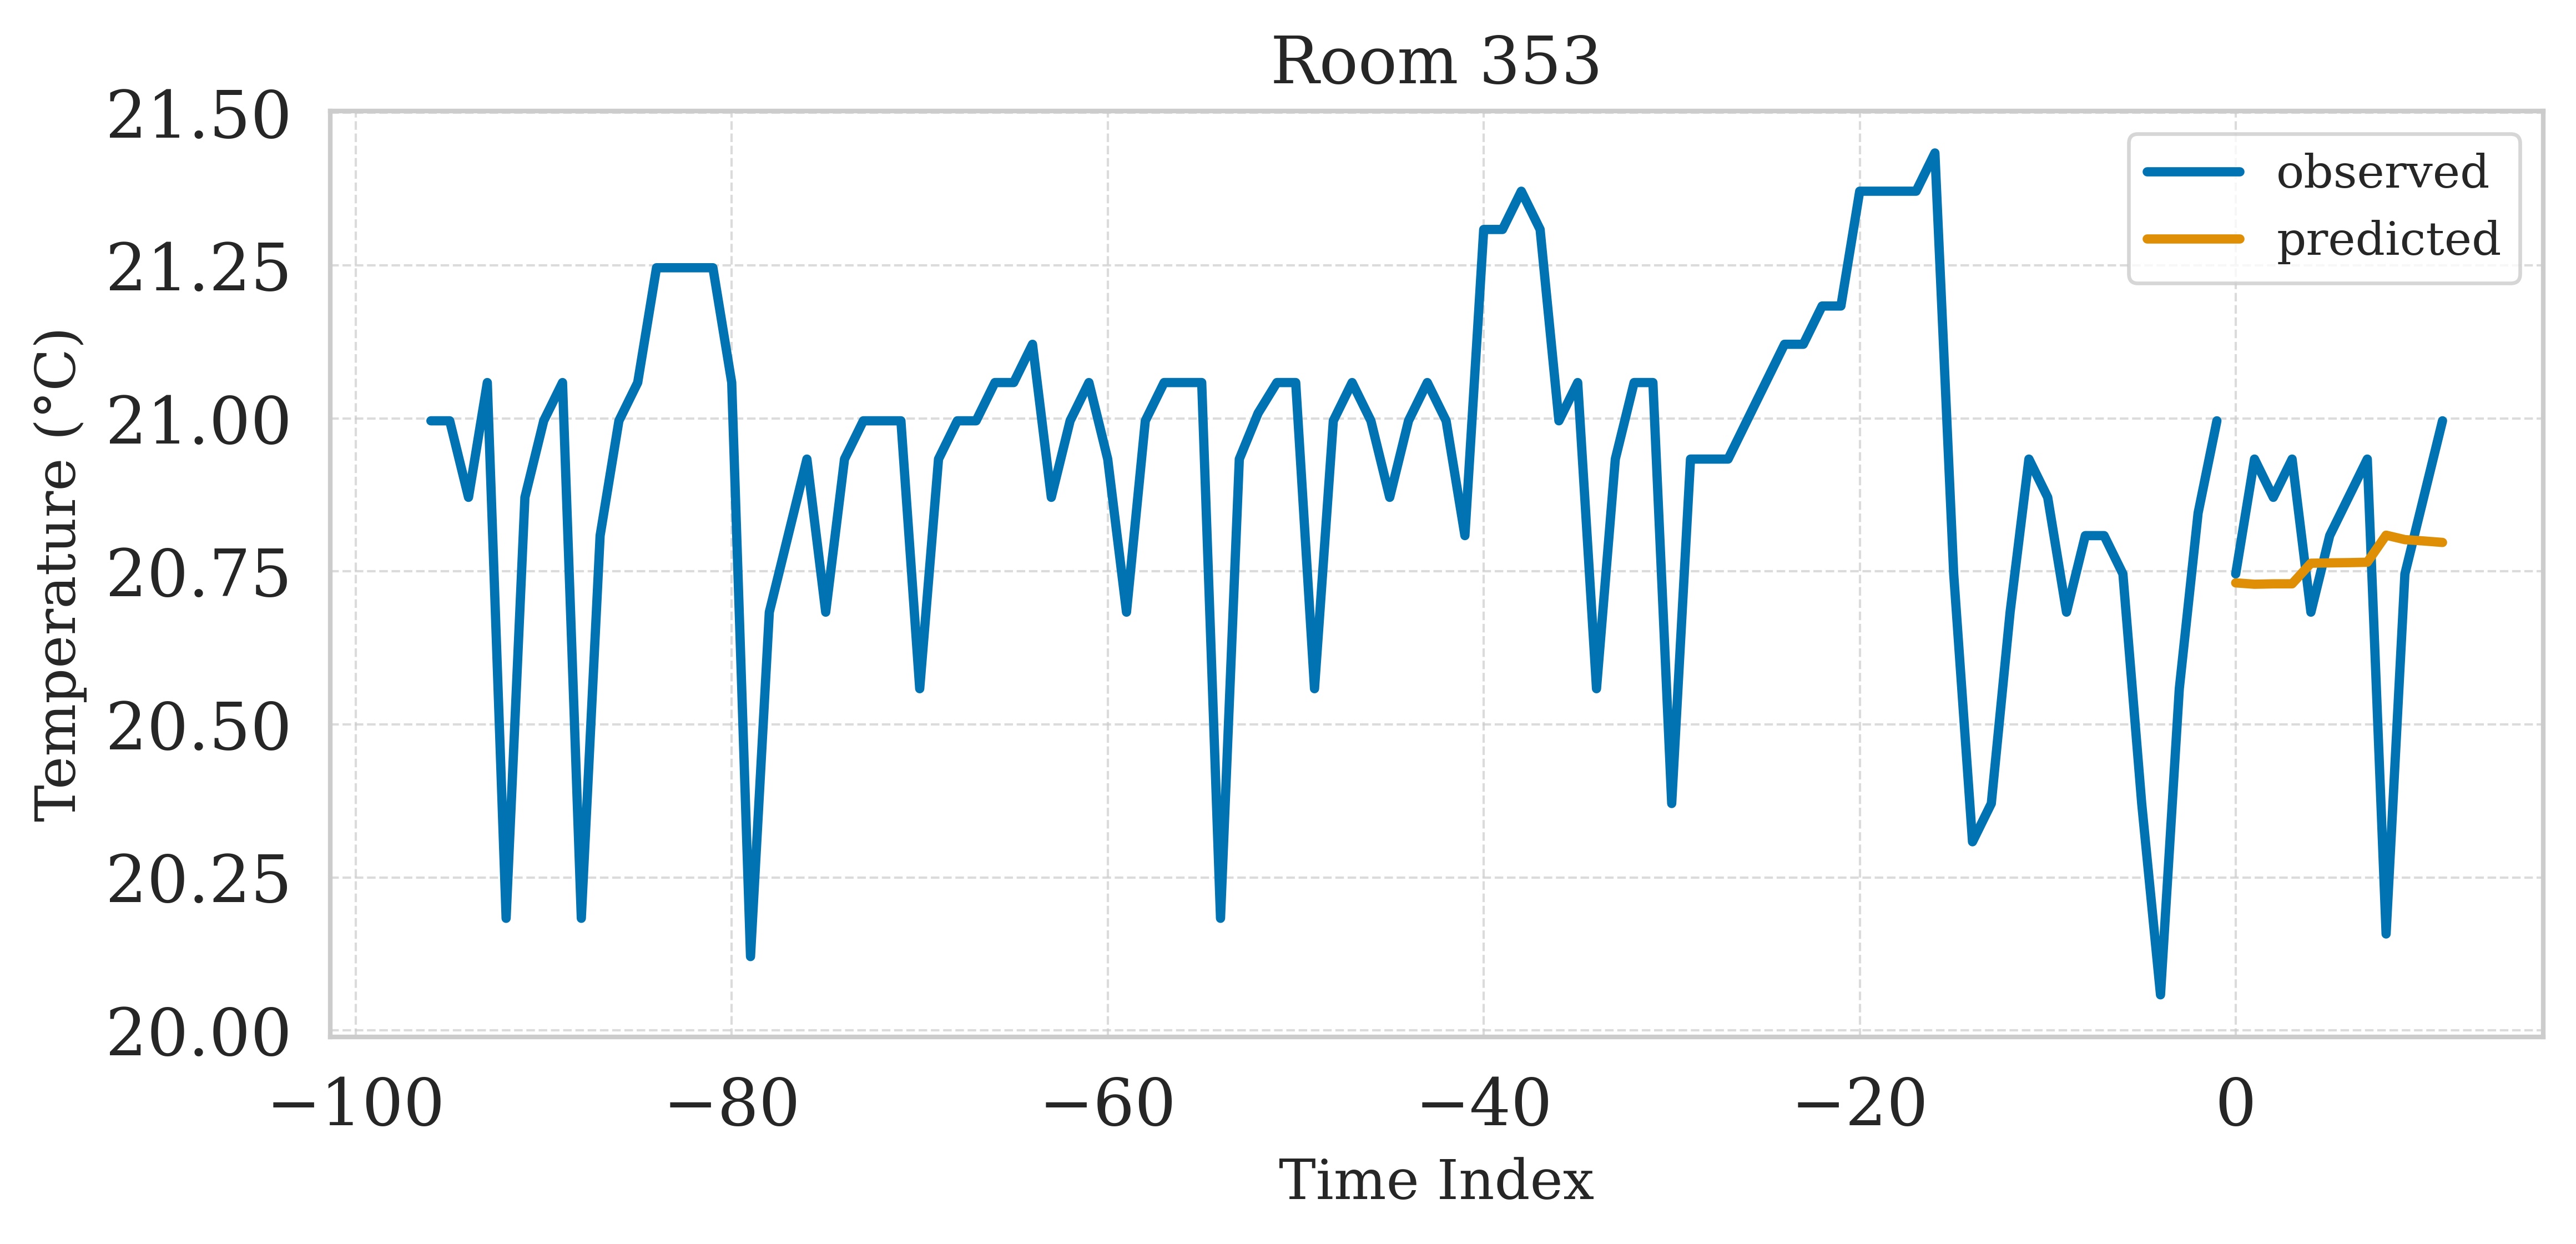 Room 353
21.50
21.25
21.00
20.75
20.50
20.25
20.00
Temperature (°C)
observed
predicted
−100
−80
−60
−40
−20
0
Time Index